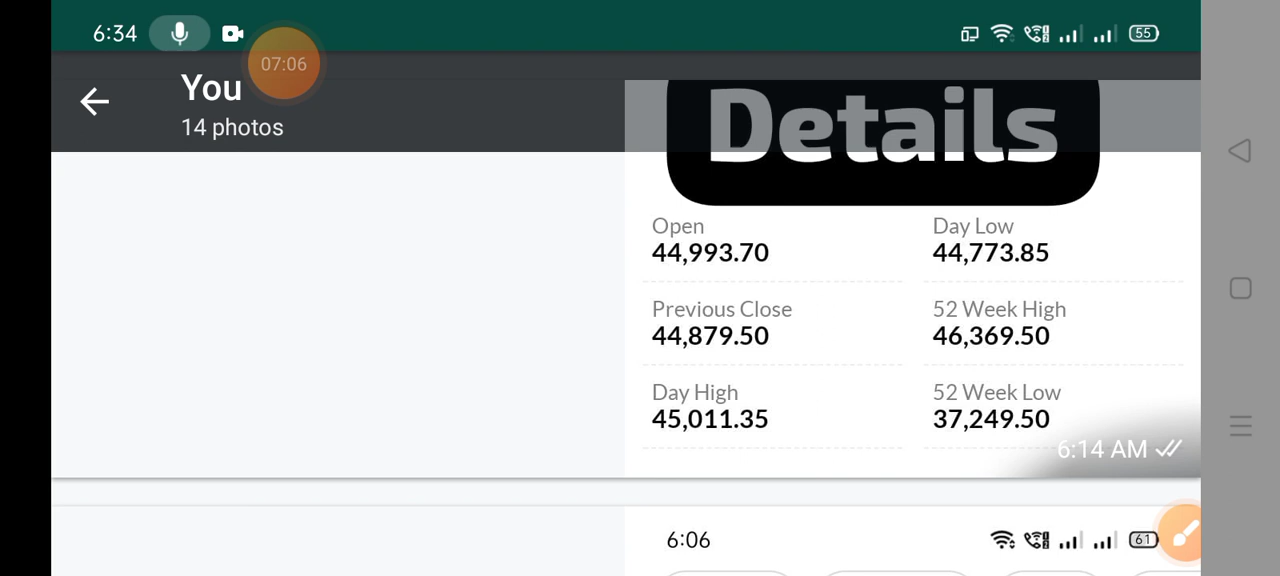 6:34
55
07:06
You
14 photos
Details
Open
44,993.70
Day Low
44,773.85
Previous Close
44,879.50
52 Week High
46,369.50
Day High
45,011.35
52 Week Low
37,249.50
6:14 AM
6:06
61